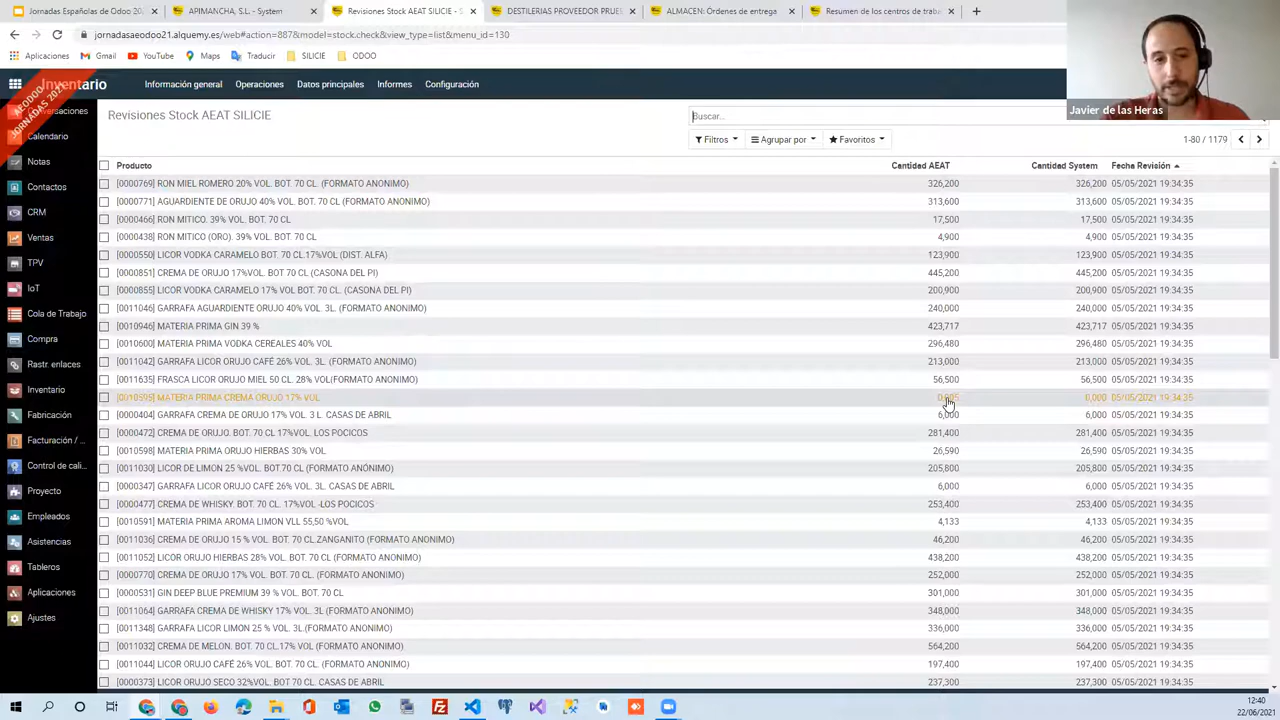 Jornadas Españolas de Odoo 20
APIMANCHA, S.L. - System
Revisiones Stock AEAT SILICIE - S
DESTILERIAS PROVEEDOR PRUE
ALMACEN: Órdenes de entrega
Resumen de los centros de traba
jornadasaeodoo21.alquemy.es/web#action=887&model=stock.check&view_type=list&menu_id=130
Aplicaciones
Gmail
YouTube
Maps
Traducir
SILICIE
ODOO
Inventario
Información general
Operaciones
Datos principales
Informes
Configuración
AEODOO
JORNADAS 2021
Javier de las Heras
Revisiones Stock AEAT SILICIE
Buscar...
Filtros
Agrupar por
Favoritos
1-80 / 1179
Conversaciones
Calendario
Notas
Contactos
CRM
Ventas
TPV
IoT
Cola de Trabajo
Compra
Rastr. enlaces
Inventario
Fabricación
Facturación / ...
Control de cali...
Proyecto
Empleados
Asistencias
Tableros
Aplicaciones
Ajustes
Producto Cantidad AEAT Cantidad System Fecha Revisión
[0000769] RON MIEL ROMERO 20% VOL. BOT. 70 CL. (FORMATO ANONIMO) 326,200 326,200 05/05/2021 19:34:35
[0000771] AGUARDIENTE DE ORUJO 40% VOL. BOT. 70 CL (FORMATO ANONIMO) 313,600 313,600 05/05/2021 19:34:35
[0000466] RON MITICO. 39% VOL. BOT. 70 CL 17,500 17,500 05/05/2021 19:34:35
[0000438] RON MITICO (ORO). 39% VOL. BOT. 70 CL 4,900 4,900 05/05/2021 19:34:35
[0000550] LICOR VODKA CARAMELO BOT. 70 CL.17%VOL (DIST. ALFA) 123,900 123,900 05/05/2021 19:34:35
[0000851] CREMA DE ORUJO 17%VOL. BOT 70 CL (CASONA DEL PI) 445,200 445,200 05/05/2021 19:34:35
[0000855] LICOR VODKA CARAMELO 17% VOL BOT. 70 CL. (CASONA DEL PI) 200,900 200,900 05/05/2021 19:34:35
[0011046] GARRAFA AGUARDIENTE ORUJO 40% VOL. 3L. (FORMATO ANONIMO) 240,000 240,000 05/05/2021 19:34:35
[0010946] MATERIA PRIMA GIN 39 % 423,717 423,717 05/05/2021 19:34:35
[0010600] MATERIA PRIMA VODKA CEREALES 40% VOL 296,480 296,480 05/05/2021 19:34:35
[0011042] GARRAFA LICOR ORUJO CAFÉ 26% VOL. 3L. (FORMATO ANONIMO) 213,000 213,000 05/05/2021 19:34:35
[0011635] FRASCA LICOR ORUJO MIEL 50 CL. 28% VOL(FORMATO ANONIMO) 56,500 56,500 05/05/2021 19:34:35
[0010595] MATERIA PRIMA CREMA ORUJO 17% VOL 0,000 05/05/2021 19:34:35
[0000404] GARRAFA CREMA DE ORUJO 17% VOL. 3 L. CASAS DE ABRIL 6,000 6,000 05/05/2021 19:34:35
[0000472] CREMA DE ORUJO. BOT. 70 CL 17%VOL. LOS POCICOS 281,400 281,400 05/05/2021 19:34:35
[0010598] MATERIA PRIMA ORUJO HIERBAS 30% VOL 26,590 26,590 05/05/2021 19:34:35
[0011030] LICOR DE LIMON 25 %VOL. BOT.70 CL (FORMATO ANÓNIMO) 205,800 205,800 05/05/2021 19:34:35
[0000347] GARRAFA LICOR ORUJO CAFÉ 26% VOL. 3L. CASAS DE ABRIL 6,000 6,000 05/05/2021 19:34:35
[0000477] CREMA DE WHISKY. BOT. 70 CL. 17%VOL -LOS POCICOS 253,400 253,400 05/05/2021 19:34:35
[0010591] MATERIA PRIMA AROMA LIMON VLL 55,50 %VOL 4,133 4,133 05/05/2021 19:34:35
[0011036] CREMA DE ORUJO 15 % VOL. BOT. 70 CL.ZANGANITO (FORMATO ANONIMO) 46,200 46,200 05/05/2021 19:34:35
[0011052] LICOR ORUJO HIERBAS 28% VOL. BOT. 70 CL (FORMATO ANONIMO) 438,200 438,200 05/05/2021 19:34:35
[0000770] CREMA DE ORUJO 17% VOL. BOT. 70 CL. (FORMATO ANONIMO) 252,000 252,000 05/05/2021 19:34:35
[0000531] GIN DEEP BLUE PREMIUM 39 % VOL. BOT 70 CL 301,000 301,000 05/05/2021 19:34:35
[0011064] GARRAFA CREMA DE WHISKY 17% VOL. 3L (FORMATO ANONIMO) 348,000 348,000 05/05/2021 19:34:35
[0011348] GARRAFA LICOR LIMON 25 % VOL. 3L.(FORMATO ANONIMO) 336,000 336,000 05/05/2021 19:34:35
[0011032] CREMA DE MELON. BOT. 70 CL.17% VOL (FORMATO ANONIMO) 564,200 564,200 05/05/2021 19:34:35
[0011044] LICOR ORUJO CAFÉ 26% VOL. BOT. 70 CL. (FORMATO ANONIMO) 197,400 197,400 05/05/2021 19:34:35
[0000373] LICOR ORUJO SECO 32%VOL. BOT 70 CL. CASAS DE ABRIL 237,300 237,300 05/05/2021 19:34:35
12:40
22/06/2021